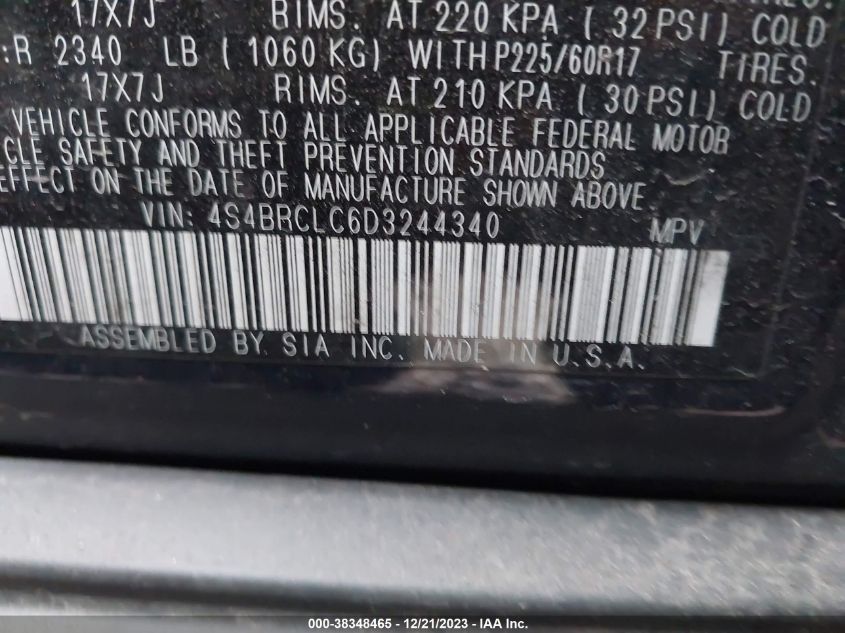 17X7J RIMS. AT 220 KPA ( 32 PSI) COLD
:R 2340 LB ( 1060 KG) WITH P225/60R17 TIRES.
17X7J RIMS. AT 210 KPA ( 30 PSI) COLD
VEHICLE CONFORMS TO ALL APPLICABLE FEDERAL MOTOR
CLE SAFETY AND THEFT PREVENTION STANDARDS
EFFECT ON THE DATE OF MANUFACTURE SHOWN ABOVE.
VIN: 4S4BRCLC6D3244340 MPV
ASSEMBLED BY SIA INC. MADE IN U.S.A.
000-38348465 - 12/21/2023 - IAA Inc.